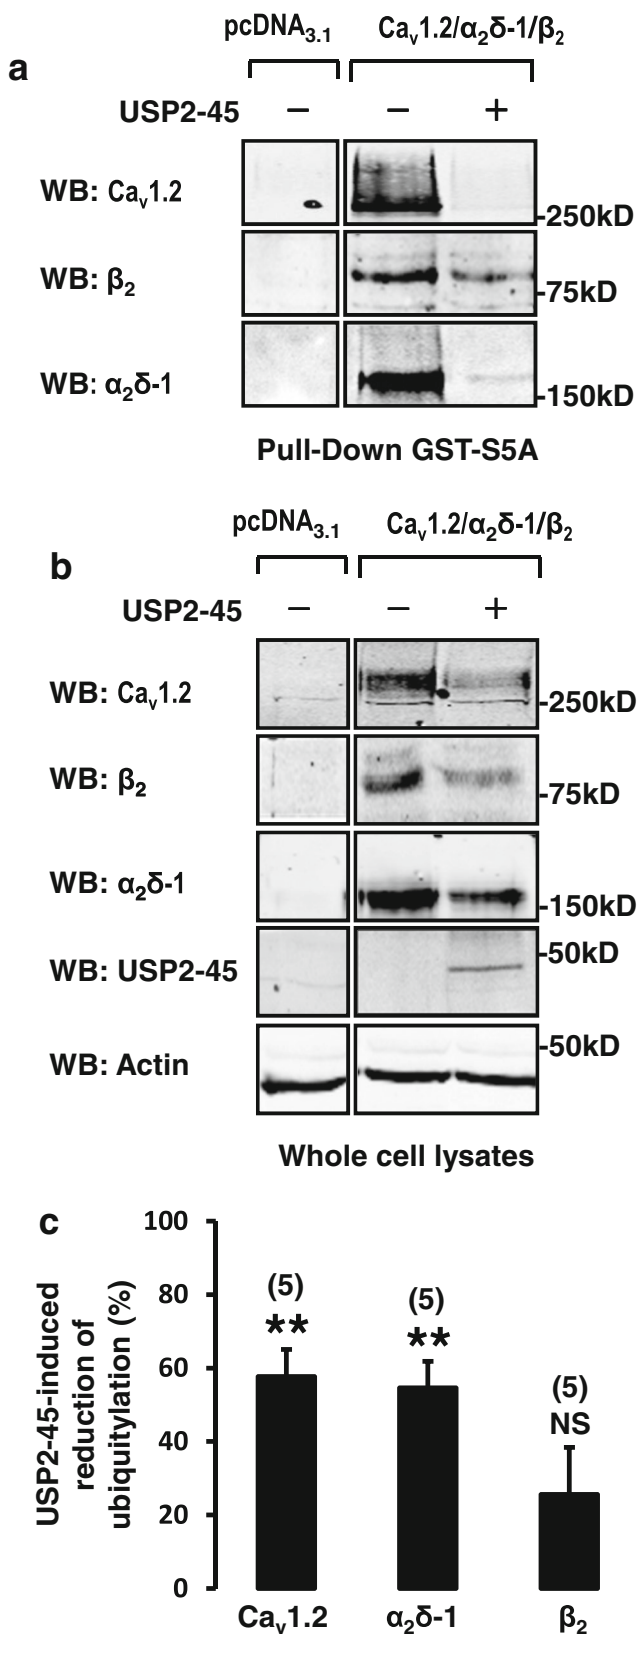 a
pcDNA3.1 Cav1.2/α2δ-1/β2
USP2-45 − − +
WB: Cav1.2
-250kD
WB: β2
-75kD
WB: α2δ-1
-150kD
Pull-Down GST-S5A
b
pcDNA3.1 Cav1.2/α2δ-1/β2
USP2-45 − − +
WB: Cav1.2
-250kD
WB: β2
-75kD
WB: α2δ-1
-150kD
WB: USP2-45
-50kD
WB: Actin
-50kD
Whole cell lysates
c
USP2-45-induced
reduction of
ubiquitylation (%)
100
80
60
40
20
0
(5)
**
(5)
**
(5)
NS
Cav1.2 α2δ-1 β2